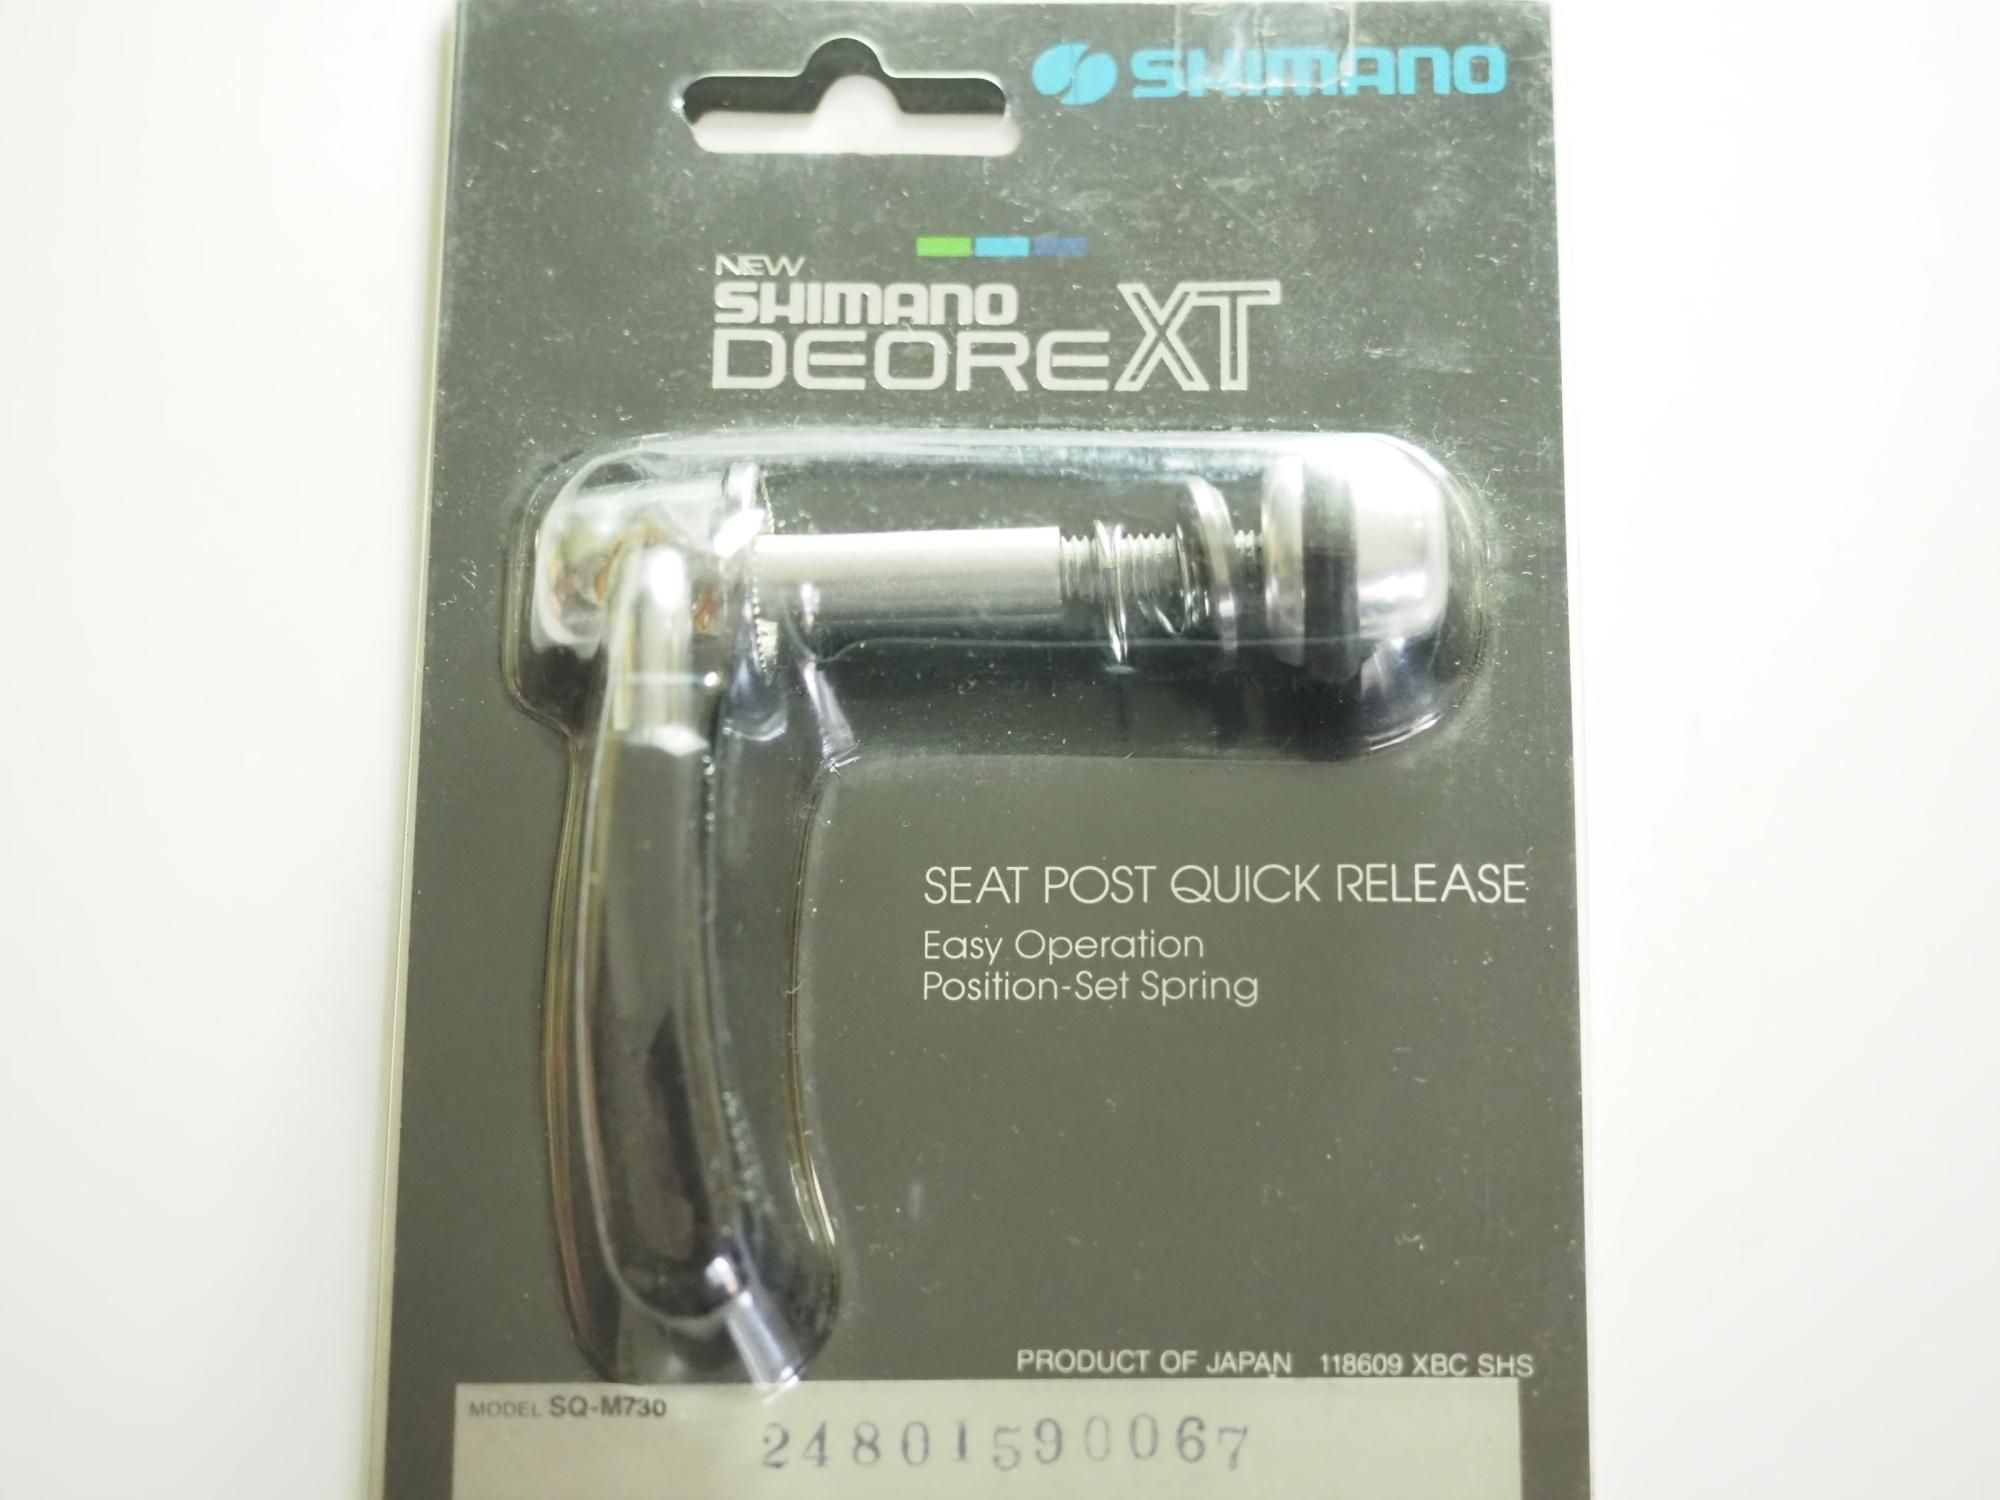 SHIMANO
NEW
SHIMANO
DEORE XT
SEAT POST QUICK RELEASE
Easy Operation
Position-Set Spring
PRODUCT OF JAPAN 118609 XBC SHS
MODEL SQ-M730
24801590067